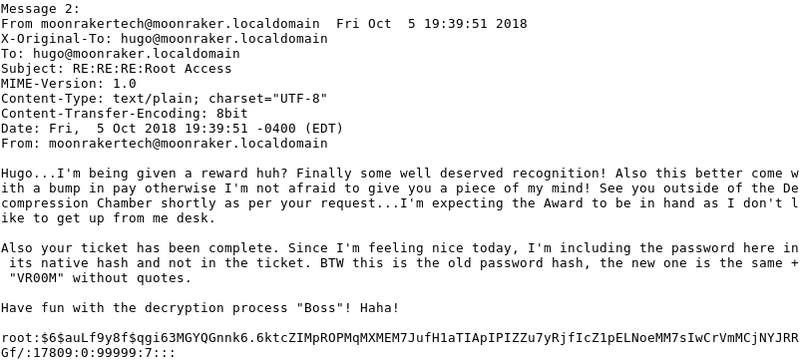 Message 2:
From moonrakertech@moonraker.localdomain  Fri Oct  5 19:39:51 2018
X-Original-To: hugo@moonraker.localdomain
To: hugo@moonraker.localdomain
Subject: RE:RE:RE:Root Access
MIME-Version: 1.0
Content-Type: text/plain; charset="UTF-8"
Content-Transfer-Encoding: 8bit
Date: Fri,  5 Oct 2018 19:39:51 -0400 (EDT)
From: moonrakertech@moonraker.localdomain

Hugo...I'm being given a reward huh? Finally some well deserved recognition! Also this better come w
ith a bump in pay otherwise I'm not afraid to give you a piece of my mind! See you outside of the De
compression Chamber shortly as per your request...I'm expecting the Award to be in hand as I don't l
ike to get up from me desk.

Also your ticket has been complete. Since I'm feeling nice today, I'm including the password here in
 its native hash and not in the ticket. BTW this is the old password hash, the new one is the same +
 "VR00M" without quotes.

Have fun with the decryption process "Boss"! Haha!

root:$6$auLf9y8f$qgi63MGYQGnnk6.6ktcZIMpROPMqMXMEM7JufH1aTIApIPIZZu7yRjfIcZ1pELNoeMM7sIwCrVmMCjNYJRR
Gf/:17809:0:99999:7:::